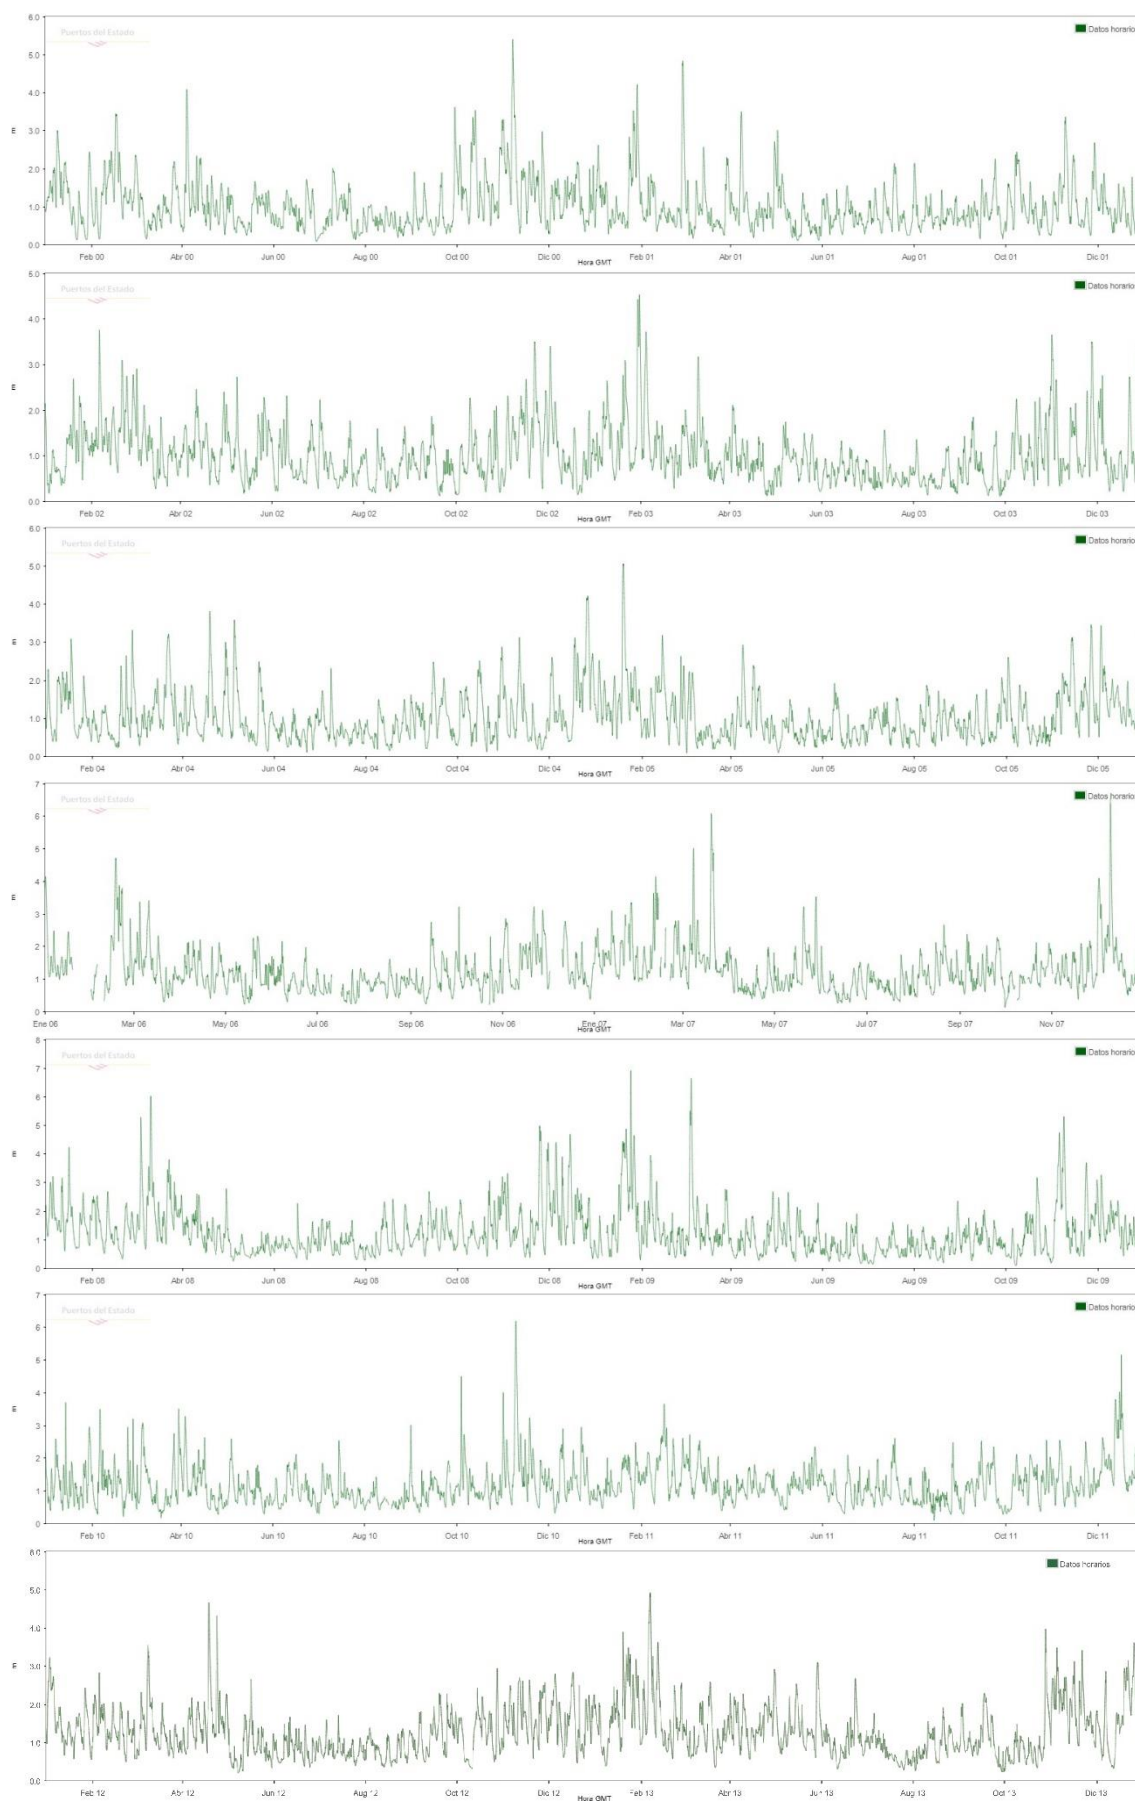 6.0
Puertos del Estado
Datos horario
5.0
4.0
m
3.0
2.0
1.0
0.0
Feb 00 Abr 00 Jun 00 Aug 00 Oct 00 Dic 00 Feb 01 Abr 01 Jun 01 Aug 01 Oct 01 Dic 01
Hora GMT
5.0
Puertos del Estado
Datos horario
4.0
3.0
m
2.0
1.0
0.0
Feb 02 Abr 02 Jun 02 Aug 02 Oct 02 Dic 02 Feb 03 Abr 03 Jun 03 Aug 03 Oct 03 Dic 03
Hora GMT
6.0
Puertos del Estado
Datos horario
5.0
4.0
m
3.0
2.0
1.0
0.0
Feb 04 Abr 04 Jun 04 Aug 04 Oct 04 Dic 04 Feb 05 Abr 05 Jun 05 Aug 05 Oct 05 Dic 05
Hora GMT
7
Puertos del Estado
Datos horario
6
5
4
m
3
2
1
0
Ene 06 Mar 06 May 06 Jul 06 Sep 06 Nov 06 Ene 07 Mar 07 May 07 Jul 07 Sep 07 Nov 07
Hora GMT
8
Puertos del Estado
Datos horario
7
6
5
4
m
3
2
1
0
Feb 08 Abr 08 Jun 08 Aug 08 Oct 08 Dic 08 Feb 09 Abr 09 Jun 09 Aug 09 Oct 09 Dic 09
Hora GMT
7
Puertos del Estado
Datos horario
6
5
4
m
3
2
1
0
Feb 10 Abr 10 Jun 10 Aug 10 Oct 10 Dic 10 Feb 11 Abr 11 Jun 11 Aug 11 Oct 11 Dic 11
Hora GMT
6.0
Datos horarios
5.0
4.0
m
3.0
2.0
1.0
0.0
Feb 12 Abr 12 Jun 12 Aug 12 Oct 12 Dic 12 Feb 13 Abr 13 Jun 13 Aug 13 Oct 13 Dic 13
Hora GMT